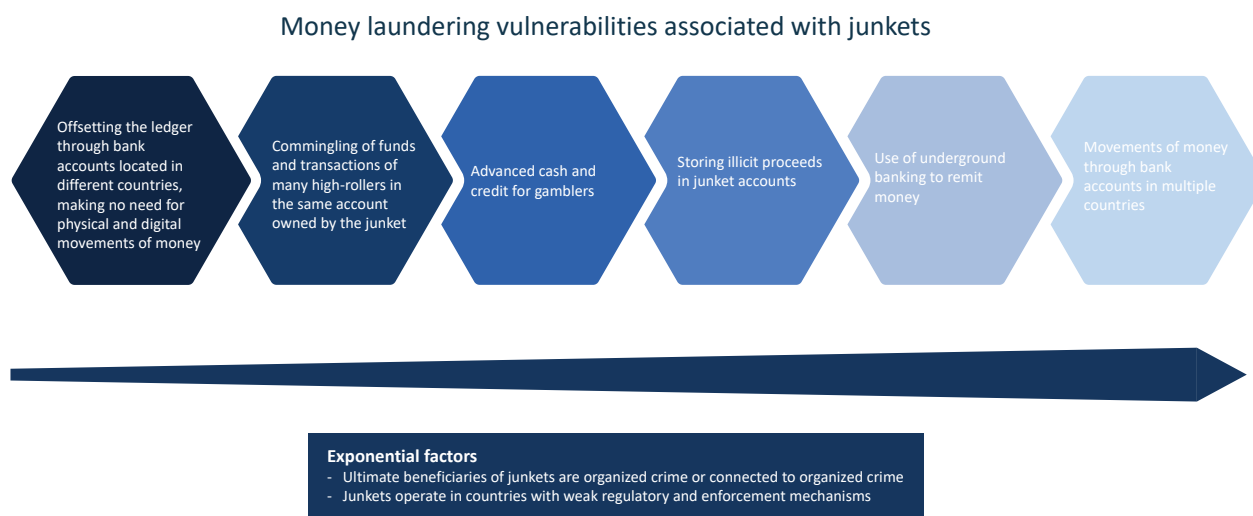 Money laundering vulnerabilities associated with junkets
Offsetting the ledger
through bank
accounts located in
different countries,
making no need for
physical and digital
movements of money
Commingling of funds
and transactions of
many high-rollers in
the same account
owned by the junket
Advanced cash and
credit for gamblers
Storing illicit proceeds
in junket accounts
Use of underground
banking to remit
money
Movements of money
through bank
accounts in multiple
countries
Exponential factors
- Ultimate beneficiaries of junkets are organized crime or connected to organized crime
- Junkets operate in countries with weak regulatory and enforcement mechanisms